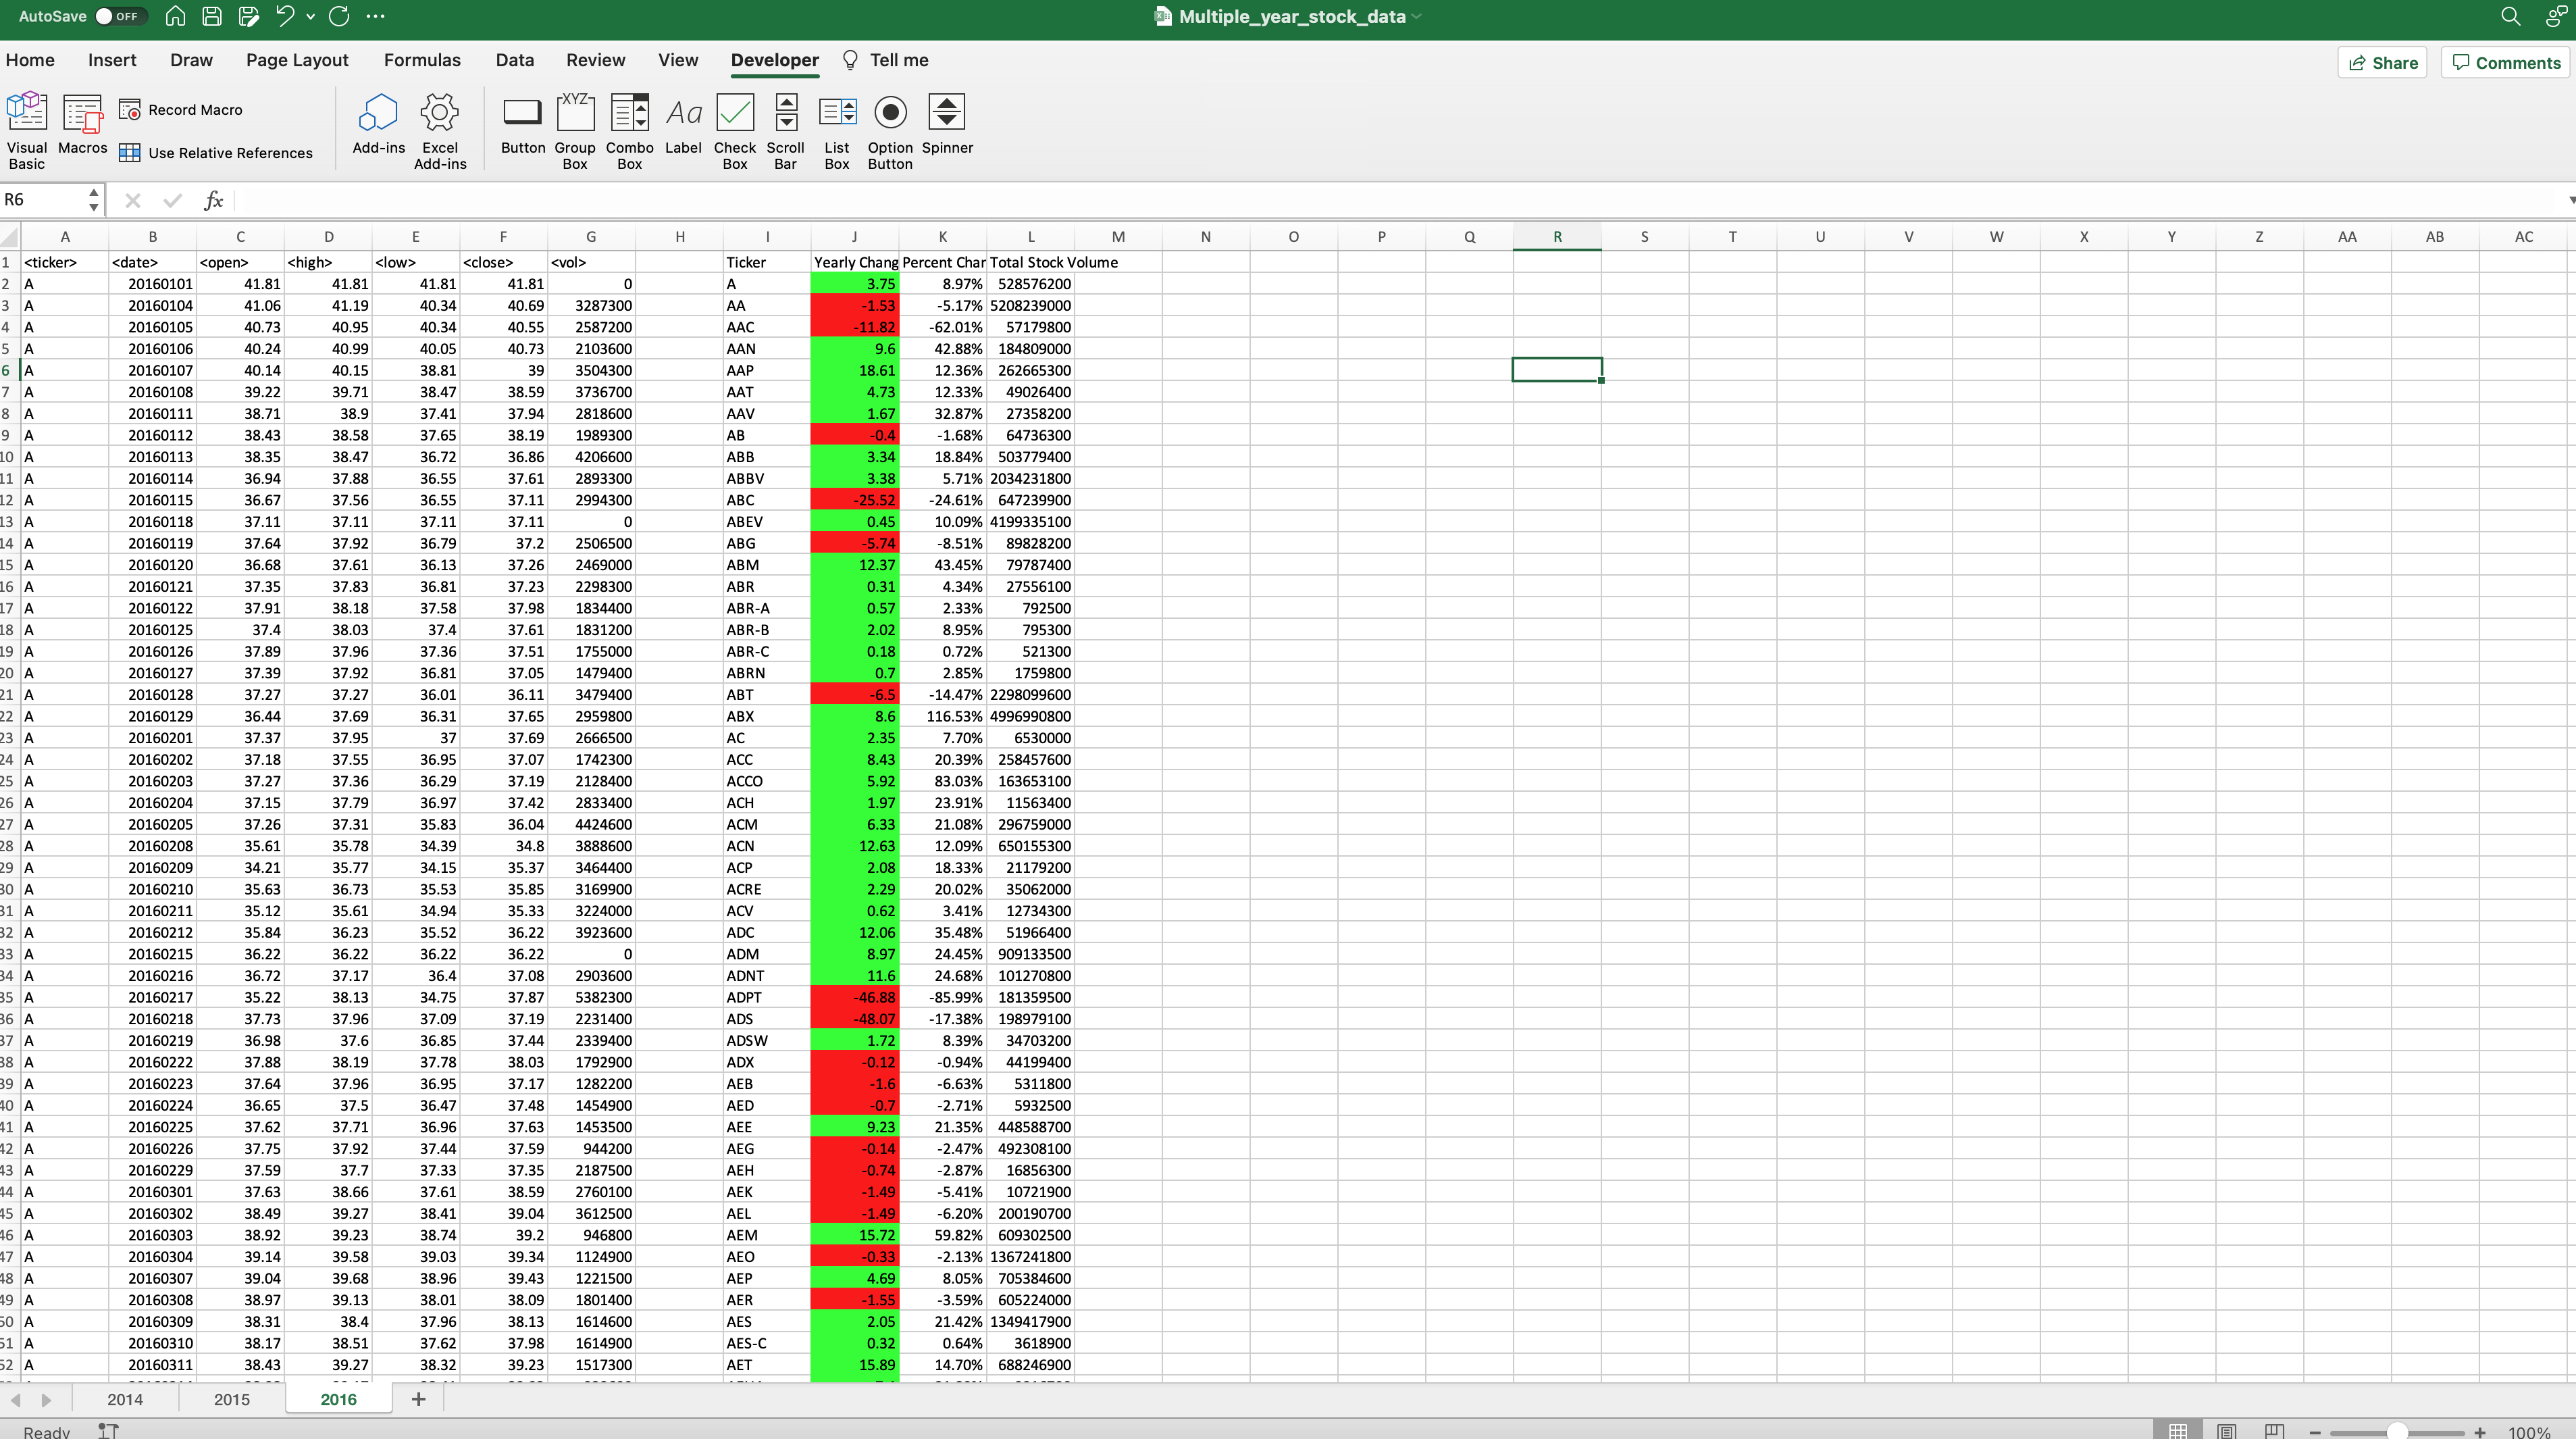 AutoSave OFF Multiple_year_stock_data
Home Insert Draw Page Layout Formulas Data Review View Developer Tell me Share Comments
Visual Basic Macros Record Macro Use Relative References Add-ins Excel Add-ins Button Group Box Combo Box Label Check Box Scroll Bar List Box Option Button Spinner
R6 fx
A B C D E F G H I J K L M N O P Q R S T U V W X Y Z AA AB AC
1 <ticker> <date> <open> <high> <low> <close> <vol> Ticker Yearly Chang Percent Char Total Stock Volume
2 A 20160101 41.81 41.81 41.81 41.81 0 A 3.75 8.97% 528576200
3 A 20160104 41.06 41.19 40.34 40.69 3287300 AA -1.53 -5.17% 5208239000
4 A 20160105 40.73 40.95 40.34 40.55 2587200 AAC -11.82 -62.01% 57179800
5 A 20160106 40.24 40.99 40.05 40.73 2103600 AAN 9.6 42.88% 184809000
6 A 20160107 40.14 40.15 38.81 39 3504300 AAP 18.61 12.36% 262665300
7 A 20160108 39.22 39.71 38.47 38.59 3736700 AAT 4.73 12.33% 49026400
8 A 20160111 38.71 38.9 37.41 37.94 2818600 AAV 1.67 32.87% 27358200
9 A 20160112 38.43 38.58 37.65 38.19 1989300 AB -0.4 -1.68% 64736300
10 A 20160113 38.35 38.47 36.72 36.86 4206600 ABB 3.34 18.84% 503779400
11 A 20160114 36.94 37.88 36.55 37.61 2893300 ABBV 3.38 5.71% 2034231800
12 A 20160115 36.67 37.56 36.55 37.11 2994300 ABC -25.52 -24.61% 647239900
13 A 20160118 37.11 37.11 37.11 37.11 0 ABEV 0.45 10.09% 4199335100
14 A 20160119 37.64 37.92 36.79 37.2 2506500 ABG -5.74 -8.51% 89828200
15 A 20160120 36.68 37.61 36.13 37.26 2469000 ABM 12.37 43.45% 79787400
16 A 20160121 37.35 37.83 36.81 37.23 2298300 ABR 0.31 4.34% 27556100
17 A 20160122 37.91 38.18 37.58 37.98 1834400 ABR-A 0.57 2.33% 792500
18 A 20160125 37.4 38.03 37.4 37.61 1831200 ABR-B 2.02 8.95% 795300
19 A 20160126 37.89 37.96 37.36 37.51 1755000 ABR-C 0.18 0.72% 521300
20 A 20160127 37.39 37.92 36.81 37.05 1479400 ABRN 0.7 2.85% 1759800
21 A 20160128 37.27 37.27 36.01 36.11 3479400 ABT -6.5 -14.47% 2298099600
22 A 20160129 36.44 37.69 36.31 37.65 2959800 ABX 8.6 116.53% 4996990800
23 A 20160201 37.37 37.95 37 37.69 2666500 AC 2.35 7.70% 6530000
24 A 20160202 37.18 37.55 36.95 37.07 1742300 ACC 8.43 20.39% 258457600
25 A 20160203 37.27 37.36 36.29 37.19 2128400 ACCO 5.92 83.03% 163653100
26 A 20160204 37.15 37.79 36.97 37.42 2833400 ACH 1.97 23.91% 11563400
27 A 20160205 37.26 37.31 35.83 36.04 4424600 ACM 6.33 21.08% 296759000
28 A 20160208 35.61 35.78 34.39 34.8 3888600 ACN 12.63 12.09% 650155300
29 A 20160209 34.21 35.77 34.15 35.37 3464400 ACP 2.08 18.33% 21179200
30 A 20160210 35.63 36.73 35.53 35.85 3169900 ACRE 2.29 20.02% 35062000
31 A 20160211 35.12 35.61 34.94 35.33 3224000 ACV 0.62 3.41% 12734300
32 A 20160212 35.84 36.23 35.52 36.22 3923600 ADC 12.06 35.48% 51966400
33 A 20160215 36.22 36.22 36.22 36.22 0 ADM 8.97 24.45% 909133500
34 A 20160216 36.72 37.17 36.4 37.08 2903600 ADNT 11.6 24.68% 101270800
35 A 20160217 35.22 38.13 34.75 37.87 5382300 ADPT -46.88 -85.99% 181359500
36 A 20160218 37.73 37.96 37.09 37.19 2231400 ADS -48.07 -17.38% 198979100
37 A 20160219 36.98 37.6 36.85 37.44 2339400 ADSW 1.72 8.39% 34703200
38 A 20160222 37.88 38.19 37.78 38.03 1792900 ADX -0.12 -0.94% 44199400
39 A 20160223 37.64 37.96 36.95 37.17 1282200 AEB -1.6 -6.63% 5311800
40 A 20160224 36.65 37.5 36.47 37.48 1454900 AED -0.7 -2.71% 5932500
41 A 20160225 37.62 37.71 36.96 37.63 1453500 AEE 9.23 21.35% 448588700
42 A 20160226 37.75 37.92 37.44 37.59 944200 AEG -0.14 -2.47% 492308100
43 A 20160229 37.59 37.7 37.33 37.35 2187500 AEH -0.74 -2.87% 16856300
44 A 20160301 37.63 38.66 37.61 38.59 2760100 AEK -1.49 -5.41% 10721900
45 A 20160302 38.49 39.27 38.41 39.04 3612500 AEL -1.49 -6.20% 200190700
46 A 20160303 38.92 39.23 38.74 39.2 946800 AEM 15.72 59.82% 609302500
47 A 20160304 39.14 39.58 39.03 39.34 1124900 AEO -0.33 -2.13% 1367241800
48 A 20160307 39.04 39.68 38.96 39.43 1221500 AEP 4.69 8.05% 705384600
49 A 20160308 38.97 39.13 38.01 38.09 1801400 AER -1.55 -3.59% 605224000
50 A 20160309 38.31 38.4 37.96 38.13 1614600 AES 2.05 21.42% 1349417900
51 A 20160310 38.17 38.51 37.62 37.98 1614900 AES-C 0.32 0.64% 3618900
52 A 20160311 38.43 39.27 38.32 39.23 1517300 AET 15.89 14.70% 688246900
2014 2015 2016 +
Ready 100%